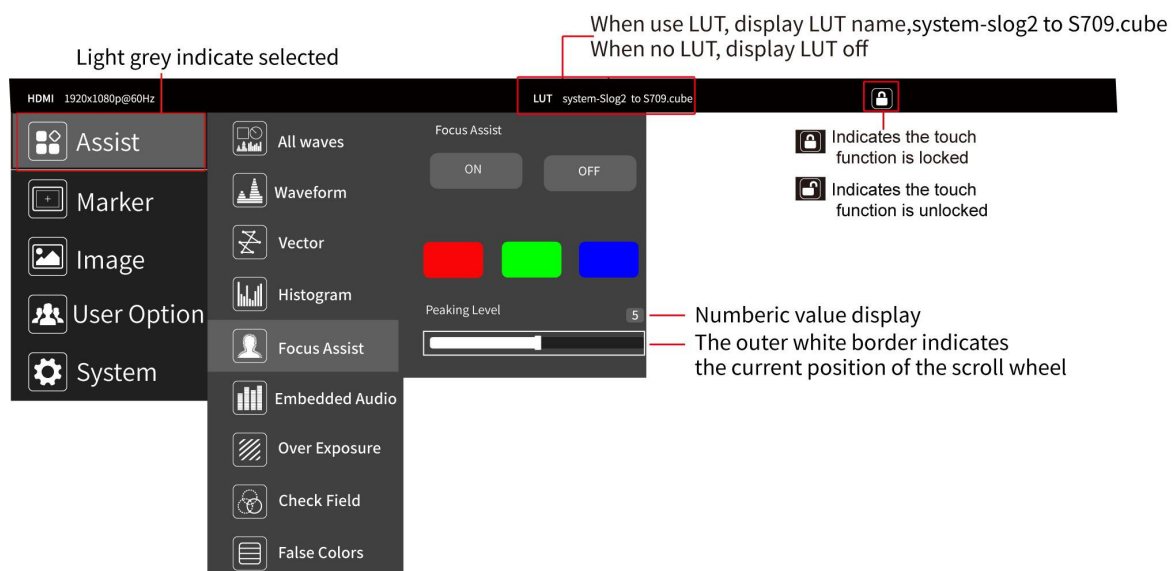 When use LUT, display LUT name,system-slog2 to S709.cube
When no LUT, display LUT off
Light grey indicate selected
HDMI 1920x1080p@60Hz
LUT system-Slog2 to S709.cube
Assist
Marker
Image
User Option
System
All waves
Waveform
Vector
Histogram
Focus Assist
Embedded Audio
Over Exposure
Check Field
False Colors
Focus Assist
ON
OFF
Peaking Level
5
Indicates the touch
function is locked
Indicates the touch
function is unlocked
Numberic value display
The outer white border indicates
the current position of the scroll wheel